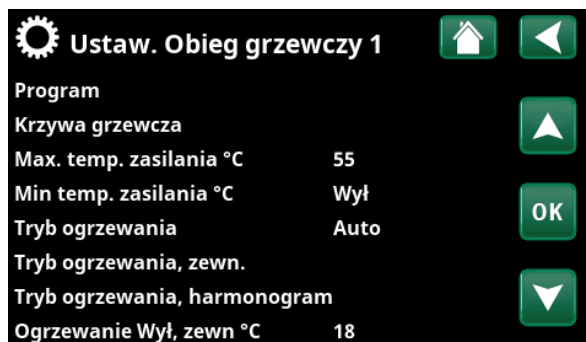 Ustaw. Obieg grzewczy 1
Program
Krzywa grzewcza
Max. temp. zasilania °C 55
Min temp. zasilania °C Wył
Tryb ogrzewania Auto
OK
Tryb ogrzewania, zewn.
Tryb ogrzewania, harmonogram
Ogrzewanie Wył, zewn °C 18